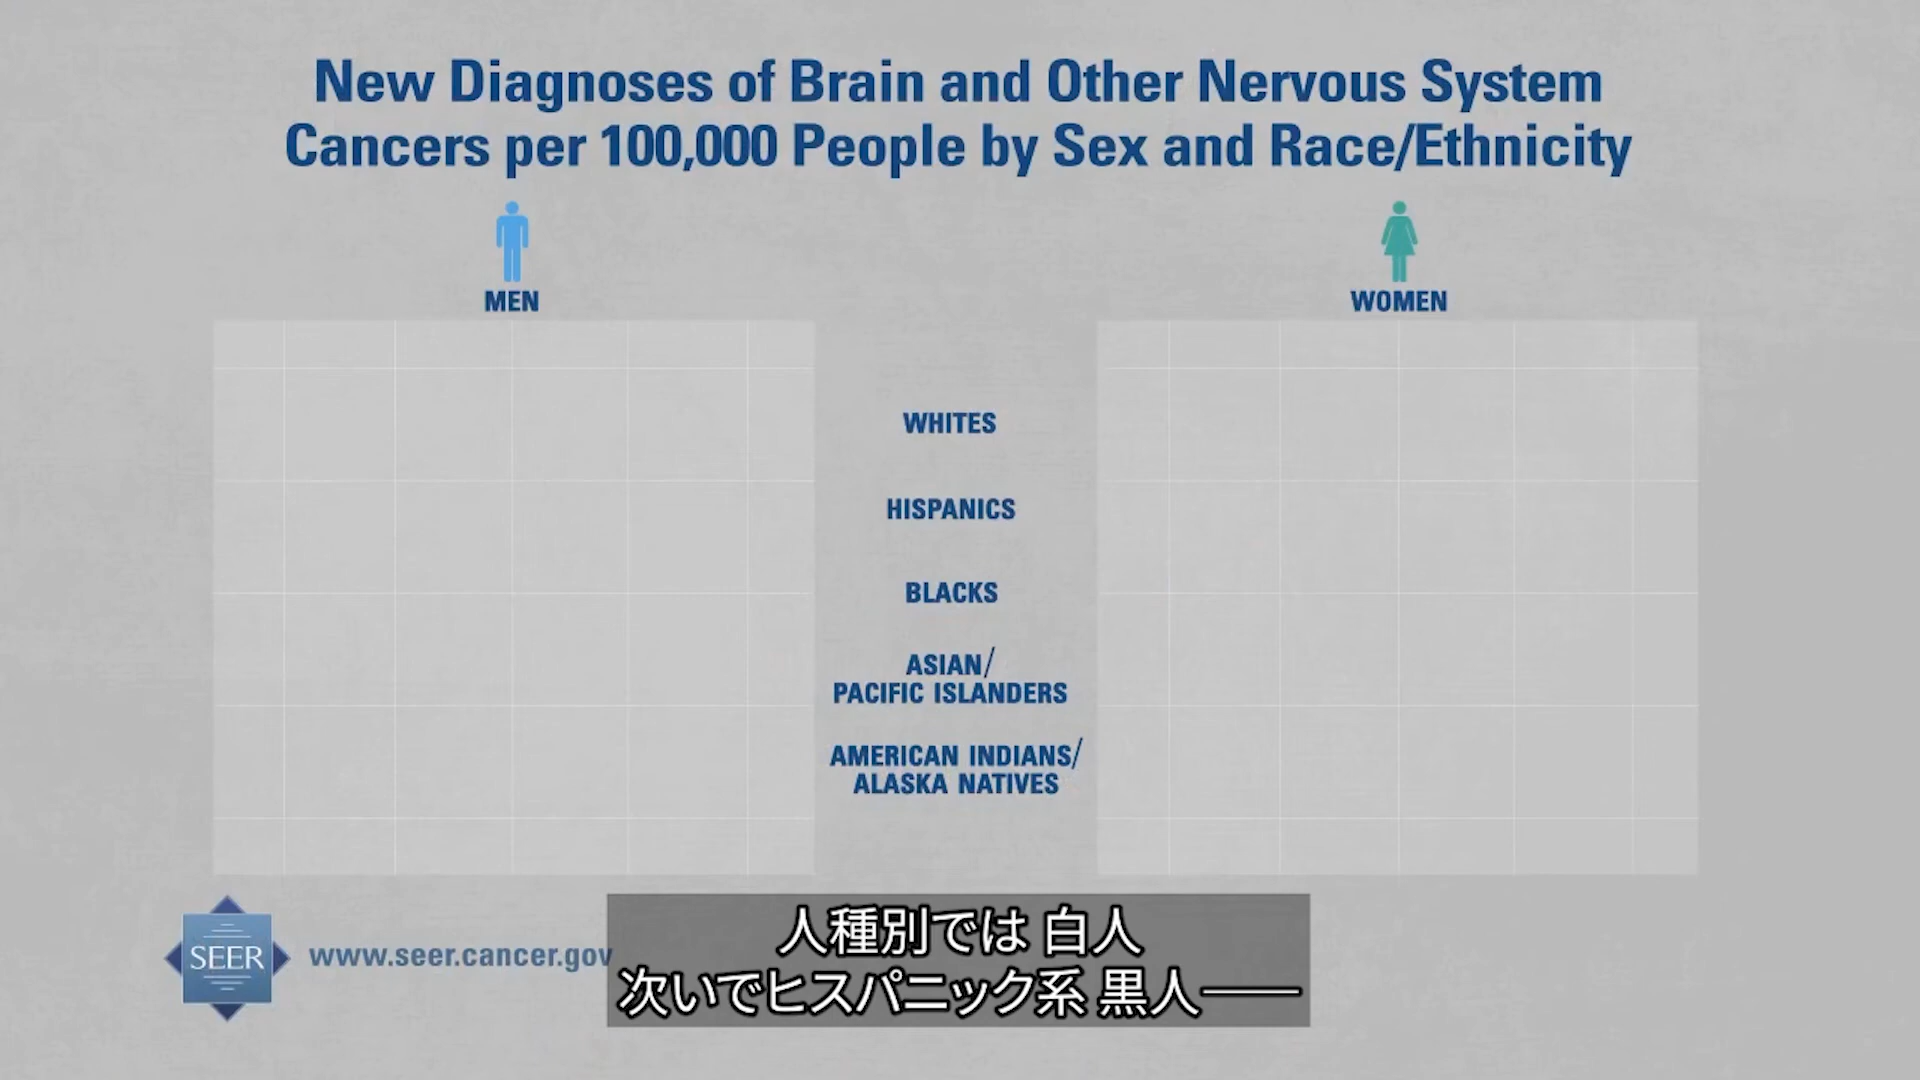 New Diagnoses of Brain and Other Nervous System
Cancers per 100,000 People by Sex and Race/Ethnicity
MEN
WOMEN
WHITES
HISPANICS
BLACKS
ASIAN/
PACIFIC ISLANDERS
AMERICAN INDIANS/
ALASKA NATIVES
SEER
www.seer.cancer.gov
人種別では 白人
次いでヒスパニック系 黒人──